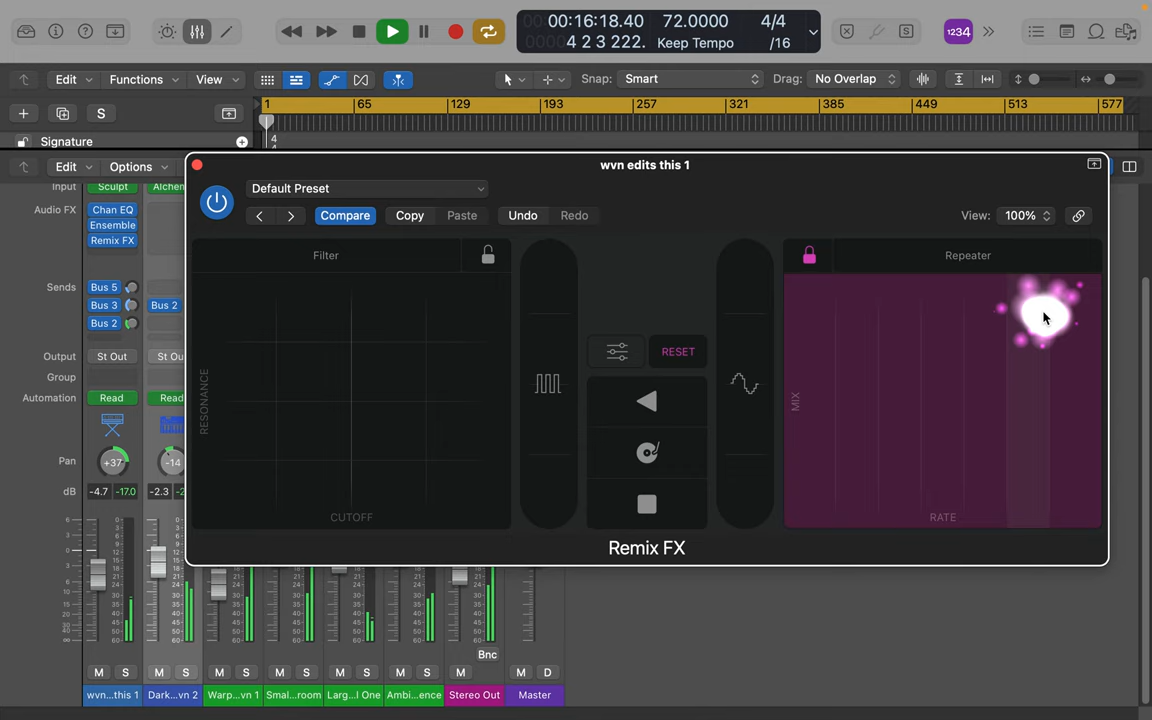 00:16:18.40 72.0000 4/4
4 2 3 222. Keep Tempo /16
1234
Edit Functions View Snap: Smart Drag: No Overlap
S 1 65 129 193 257 321 385 449 513 577
Signature 4
4
Edit Options wvn edits this 1
Input Sculpt Alchem
Default Preset
Audio FX Chan EQ
Ensemble Compare Copy Paste Undo Redo View: 100%
Remix FX
Filter Repeater
Sends Bus 5
Bus 3 Bus 2
Bus 2
Output St Out St Ou
RESET
Group
Automation Read Read
RESONANCE MIX
Pan +37 -14
dB -4.7 -17.0 -2.3 -2
CUTOFF RATE
Remix FX
Bnc
M S M S M S M S M S M S M M D
wvn...this 1 Dark...vn 2 Warp...vn 1 Smal...room Larg...l One Ambi...ence Stereo Out Master